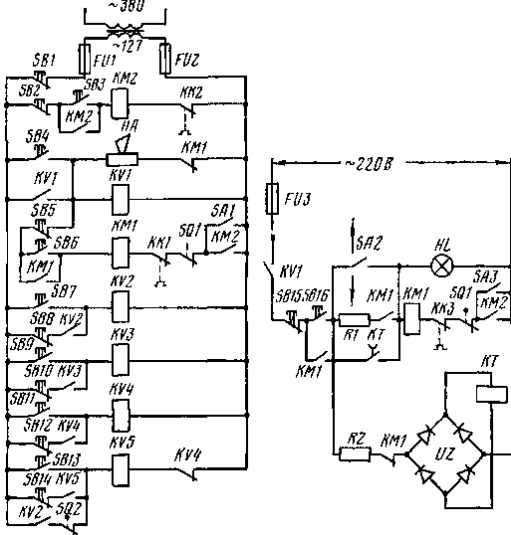 ~380
~127
FU1
FU2
SB1
SB2
SB3
KM2
KK2
KM2
HA
SB4
KM1
KV1
KV1
SB5
KM1
SA1
SB6
KK1
SQ1
KM2
KM1
KV2
SB7
SB8
KV2
SB9
KV3
SB10
KV3
SB11
KV4
SB12
KV4
SB13
KV5
KV4
SB14
KV5
KV2
SQ2
~220В
FU3
SA2
HL
KV1
SA3
SB15
SB16
KM1
KM1
SQ1
KM2
R1
KT
KK3
KM1
KT
R2
KM1
UZ